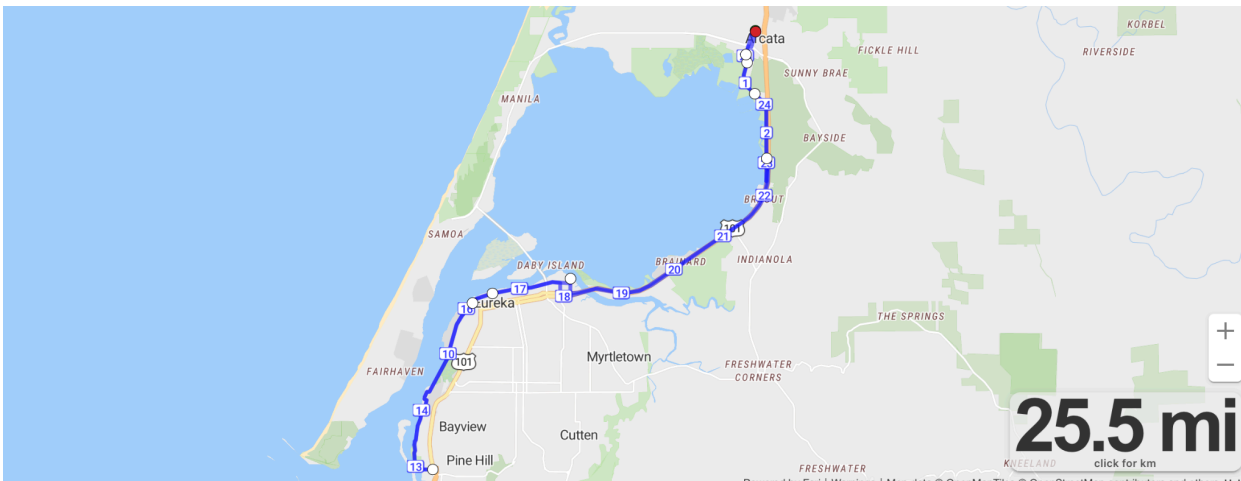 KORBEL
Arcata
FICKLE HILL
RIVERSIDE
SUNNY BRAE
1
MANILA
24
2
BAYSIDE
23
22
SAMOA
101
21
INDIANOLA
DABY ISLAND
BRAINARD
20
17
19
18
Eureka
16
THE SPRINGS
10
Myrtletown
101
FAIRHAVEN
FRESHWATER
CORNERS
14
Bayview
Cutten
25.5 mi
Pine Hill
click for km
13
FRESHWATER
KNEELAND